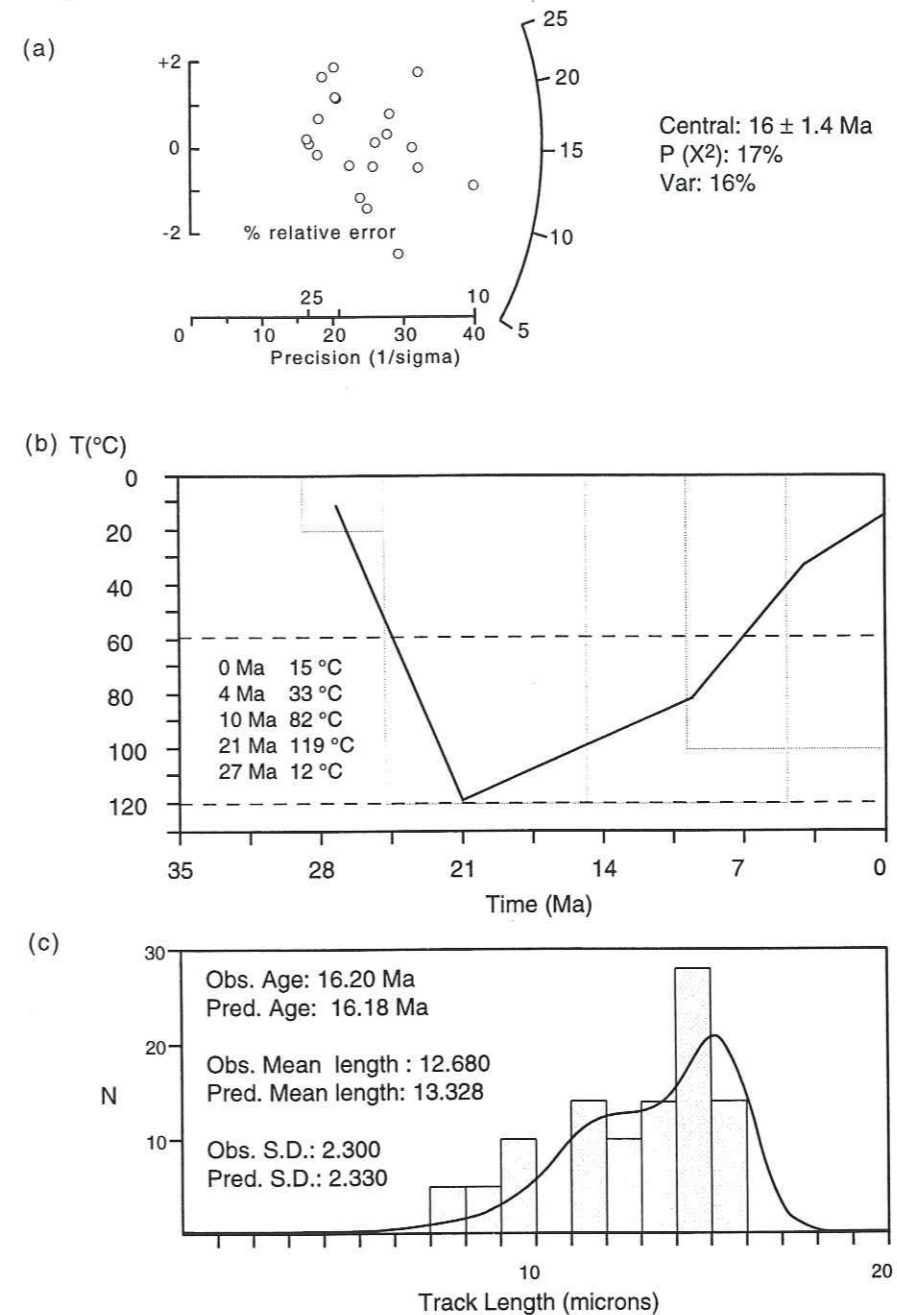 (a)
+2
0
-2
% relative error
25
10
0
10
20
30
40
Precision (1/sigma)
25
20
15
10
5
Central: 16 ± 1.4 Ma
P (X²): 17%
Var: 16%
(b) T(°C)
0
20
40
60
80
100
120
0 Ma 15 °C
4 Ma 33 °C
10 Ma 82 °C
21 Ma 119 °C
27 Ma 12 °C
35
28
21
14
7
0
Time (Ma)
(c)
30
20
10
N
Obs. Age: 16.20 Ma
Pred. Age: 16.18 Ma
Obs. Mean length : 12.680
Pred. Mean length: 13.328
Obs. S.D.: 2.300
Pred. S.D.: 2.330
10
20
Track Length (microns)